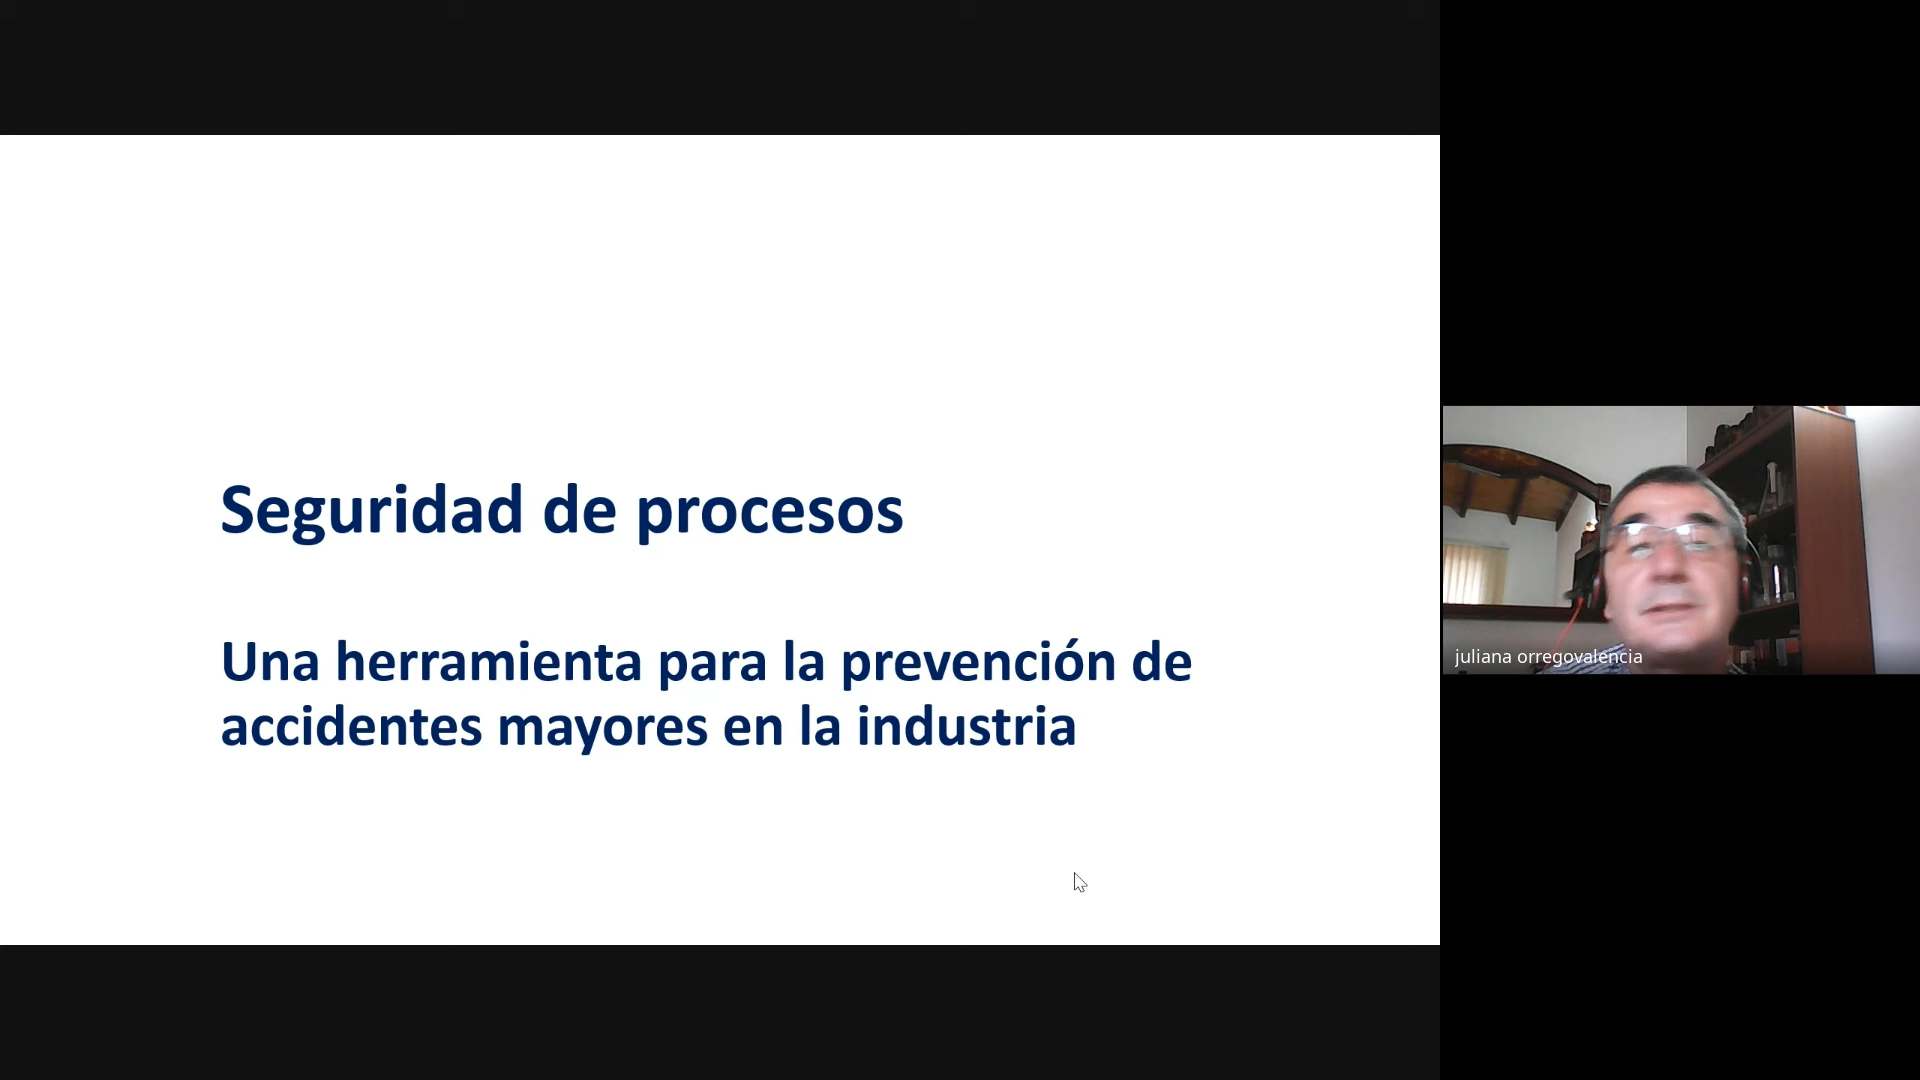 Seguridad de procesos
Una herramienta para la prevención de
accidentes mayores en la industria
juliana orregovalencia